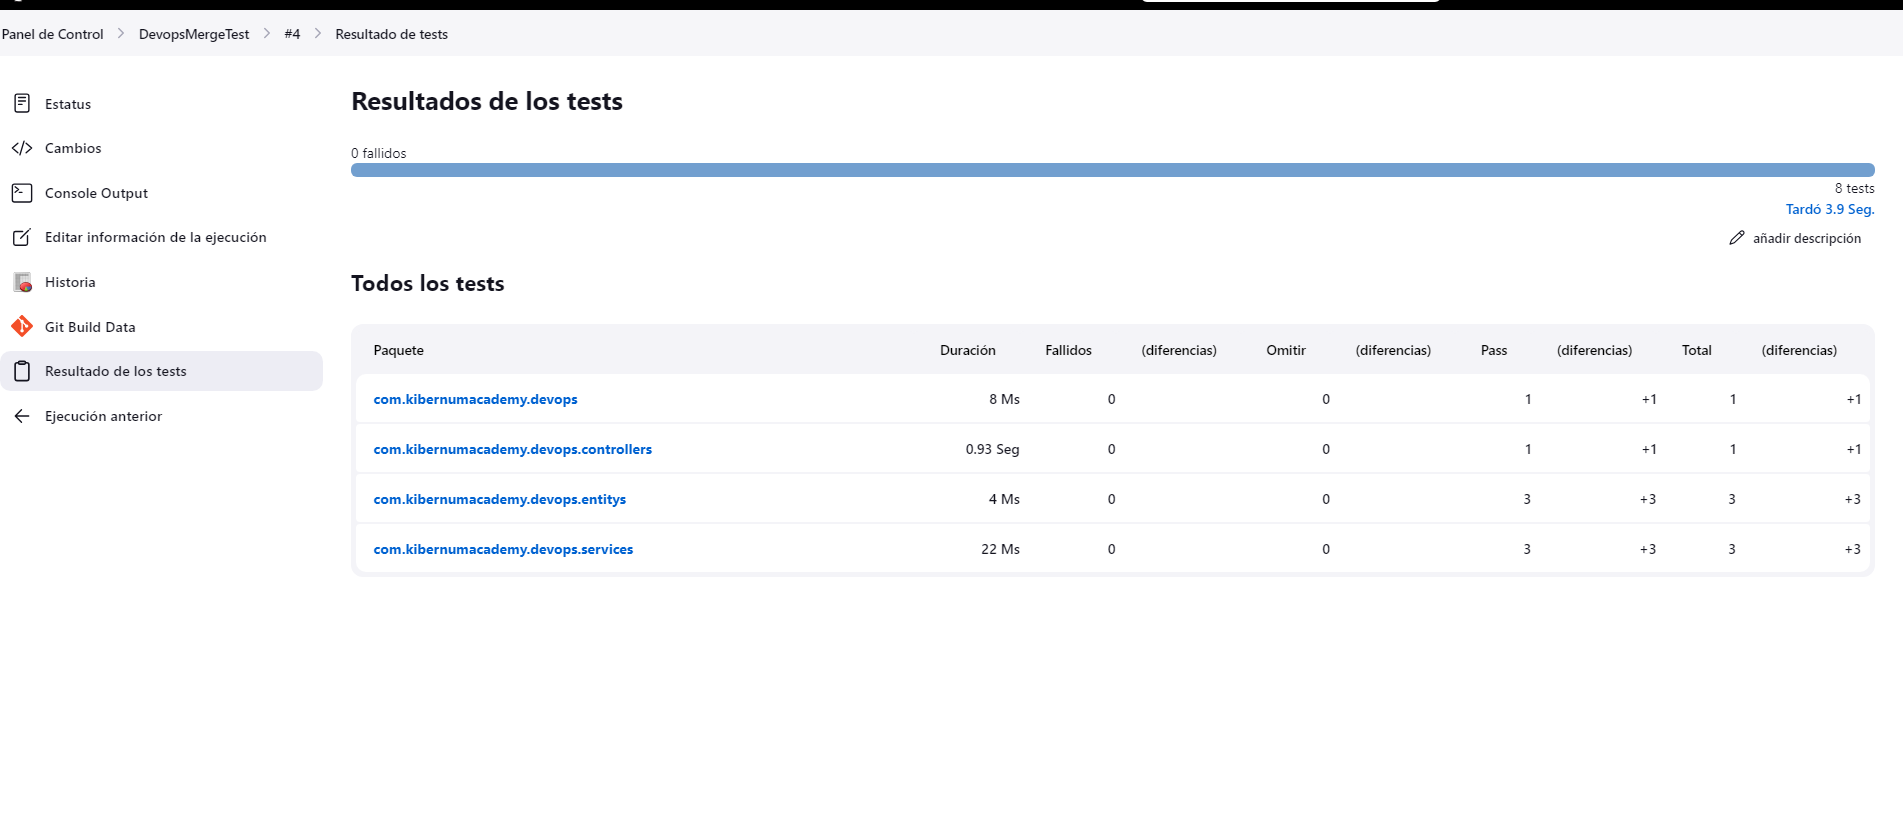 Panel de Control > DevopsMergeTest > #4 > Resultado de tests
Estatus
Cambios
Console Output
Editar información de la ejecución
Historia
Git Build Data
Resultado de los tests
Ejecución anterior
Resultados de los tests
0 fallidos
8 tests
Tardó 3.9 Seg.
añadir descripción
Todos los tests
Paquete Duración Fallidos (diferencias) Omitir (diferencias) Pass (diferencias) Total (diferencias)
com.kibernumacademy.devops 8 Ms 0 0 1 +1 1 +1
com.kibernumacademy.devops.controllers 0.93 Seg 0 0 1 +1 1 +1
com.kibernumacademy.devops.entitys 4 Ms 0 0 3 +3 3 +3
com.kibernumacademy.devops.services 22 Ms 0 0 3 +3 3 +3